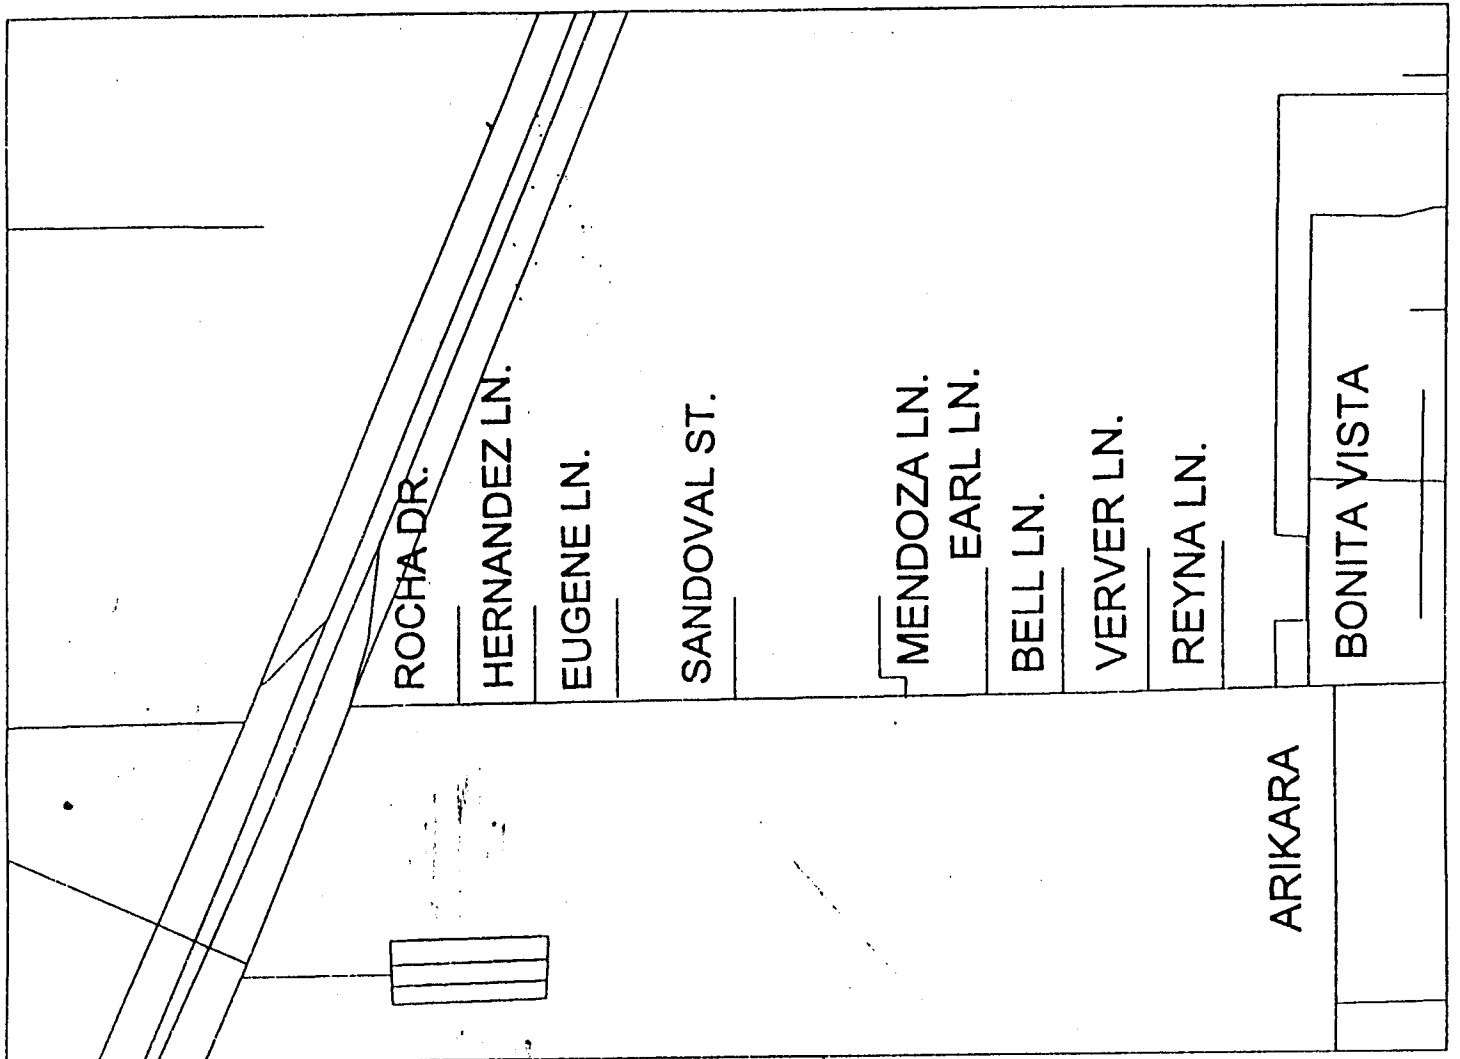 ROCHA DR.
HERNANDEZ LN.
EUGENE LN.
SANDOVAL ST.
MENDOZA LN.
EARL LN.
BELL LN.
VERVER LN.
REYNA LN.
ARIKARA
BONITA VISTA